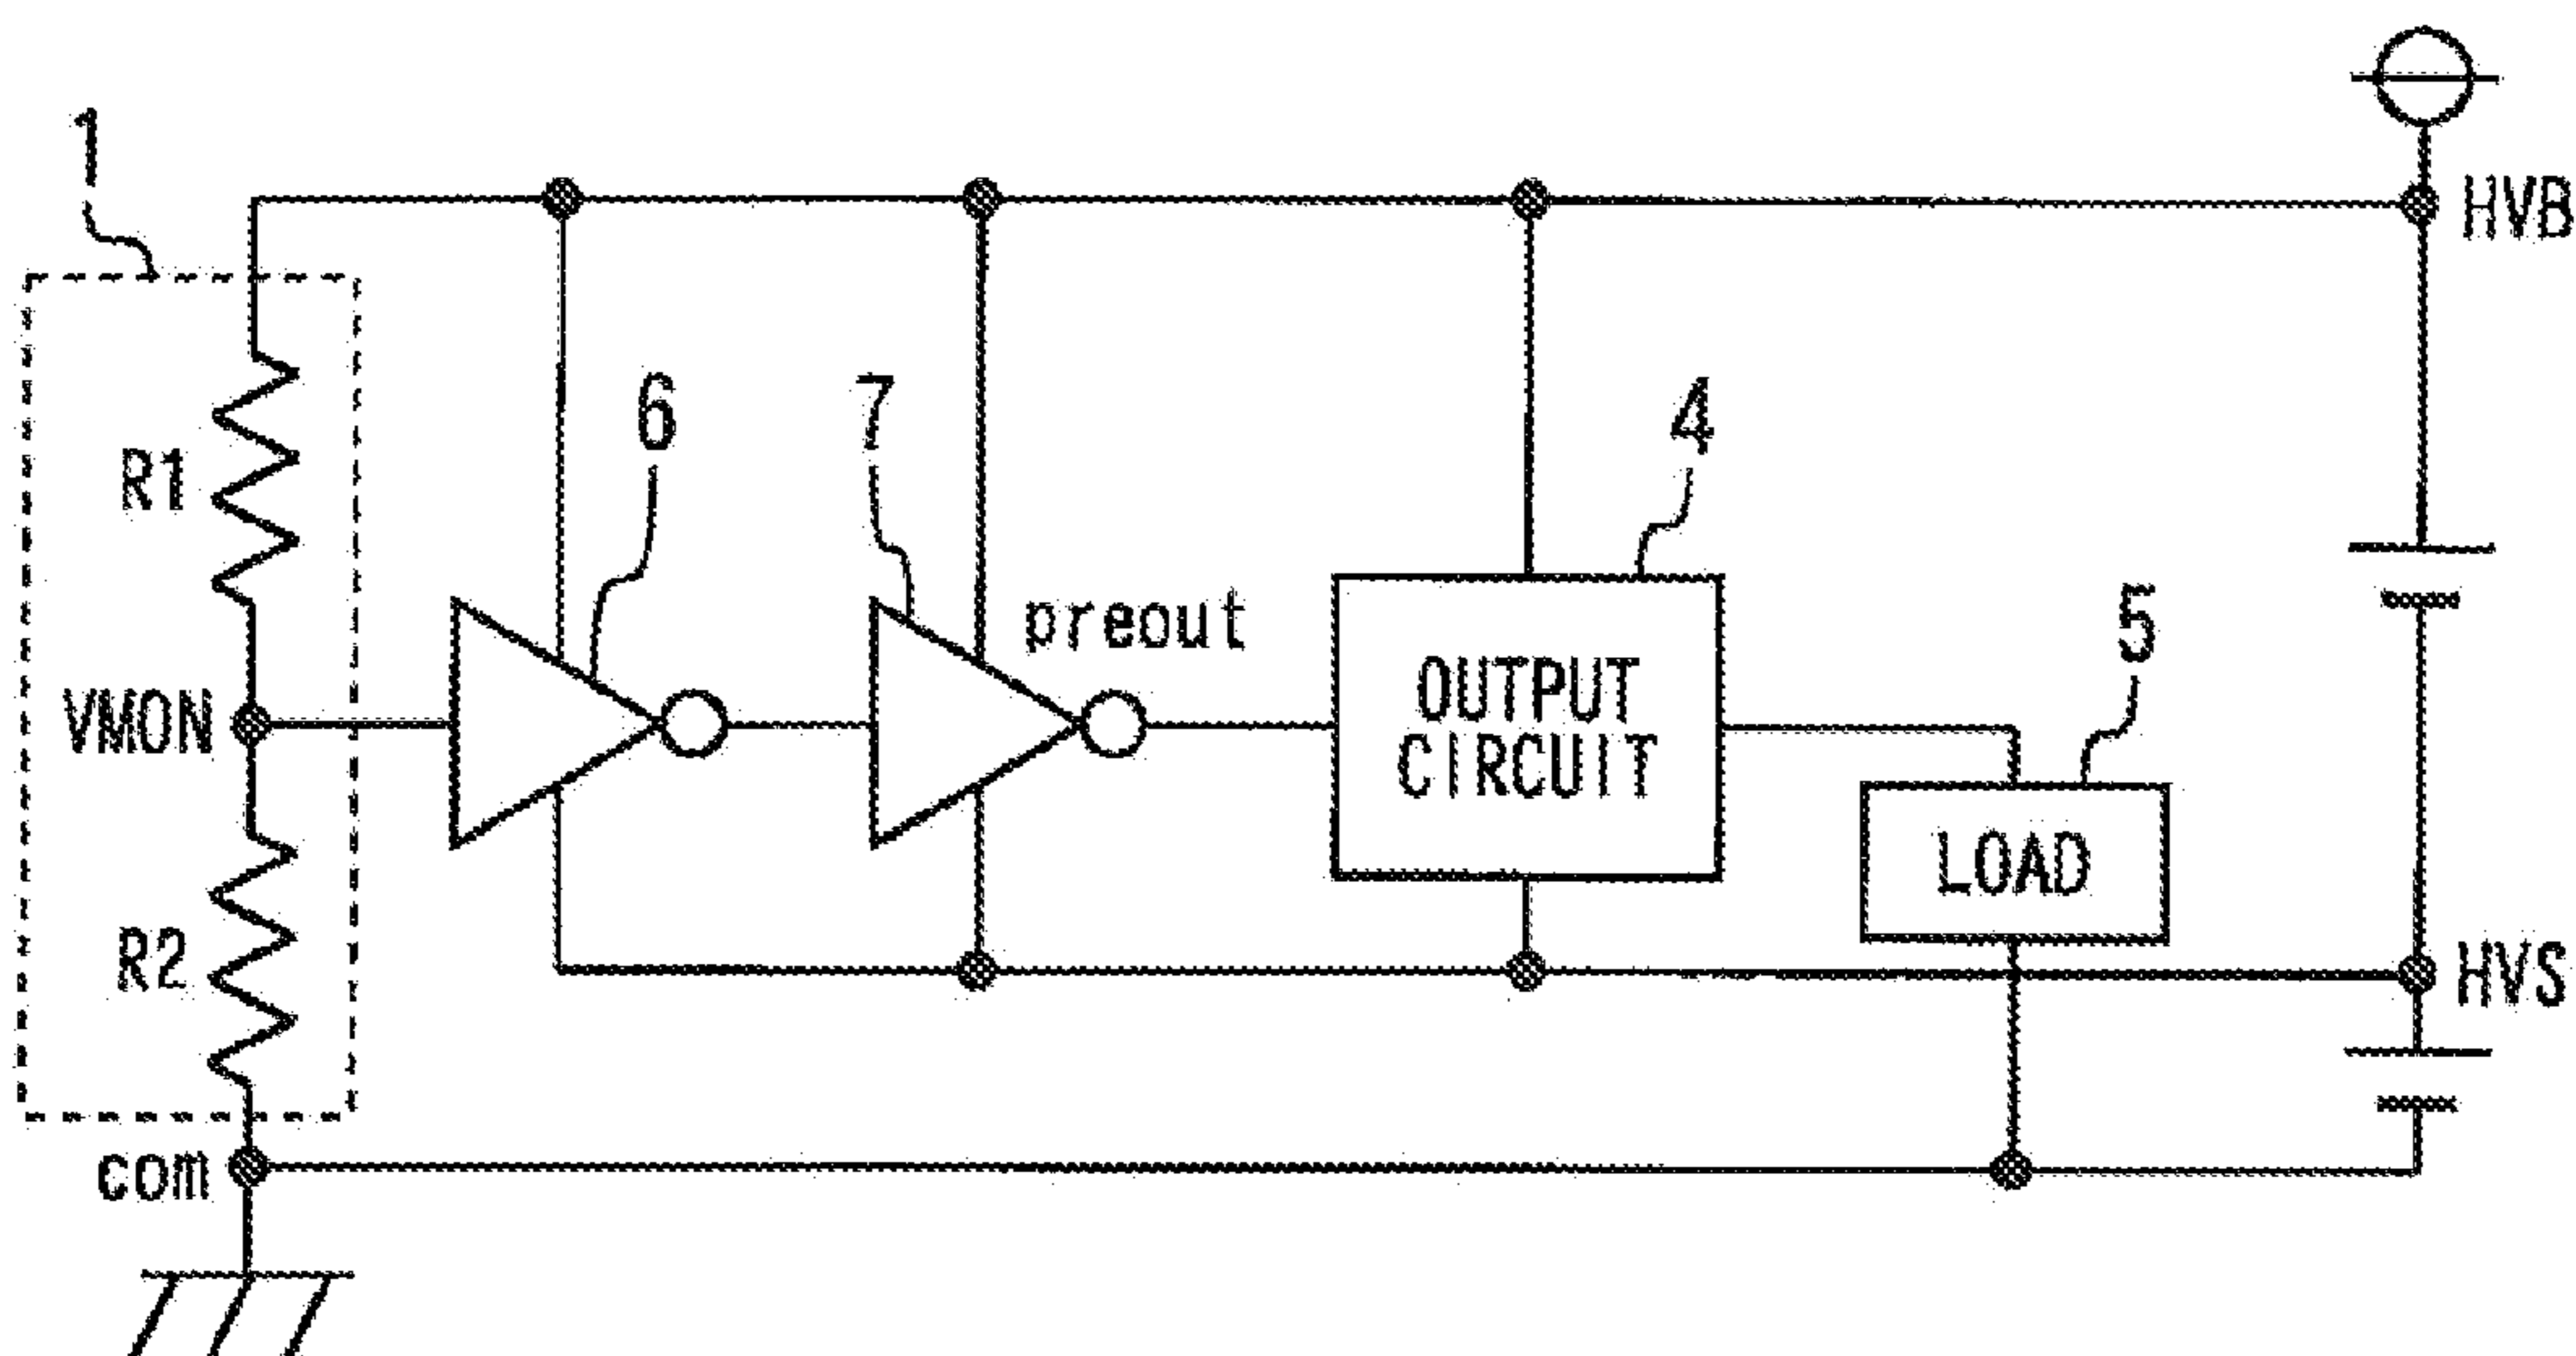 1
HVB
6
7
4
R1
preout
5
VMON
OUTPUT
CIRCUIT
LOAD
R2
HVS
com